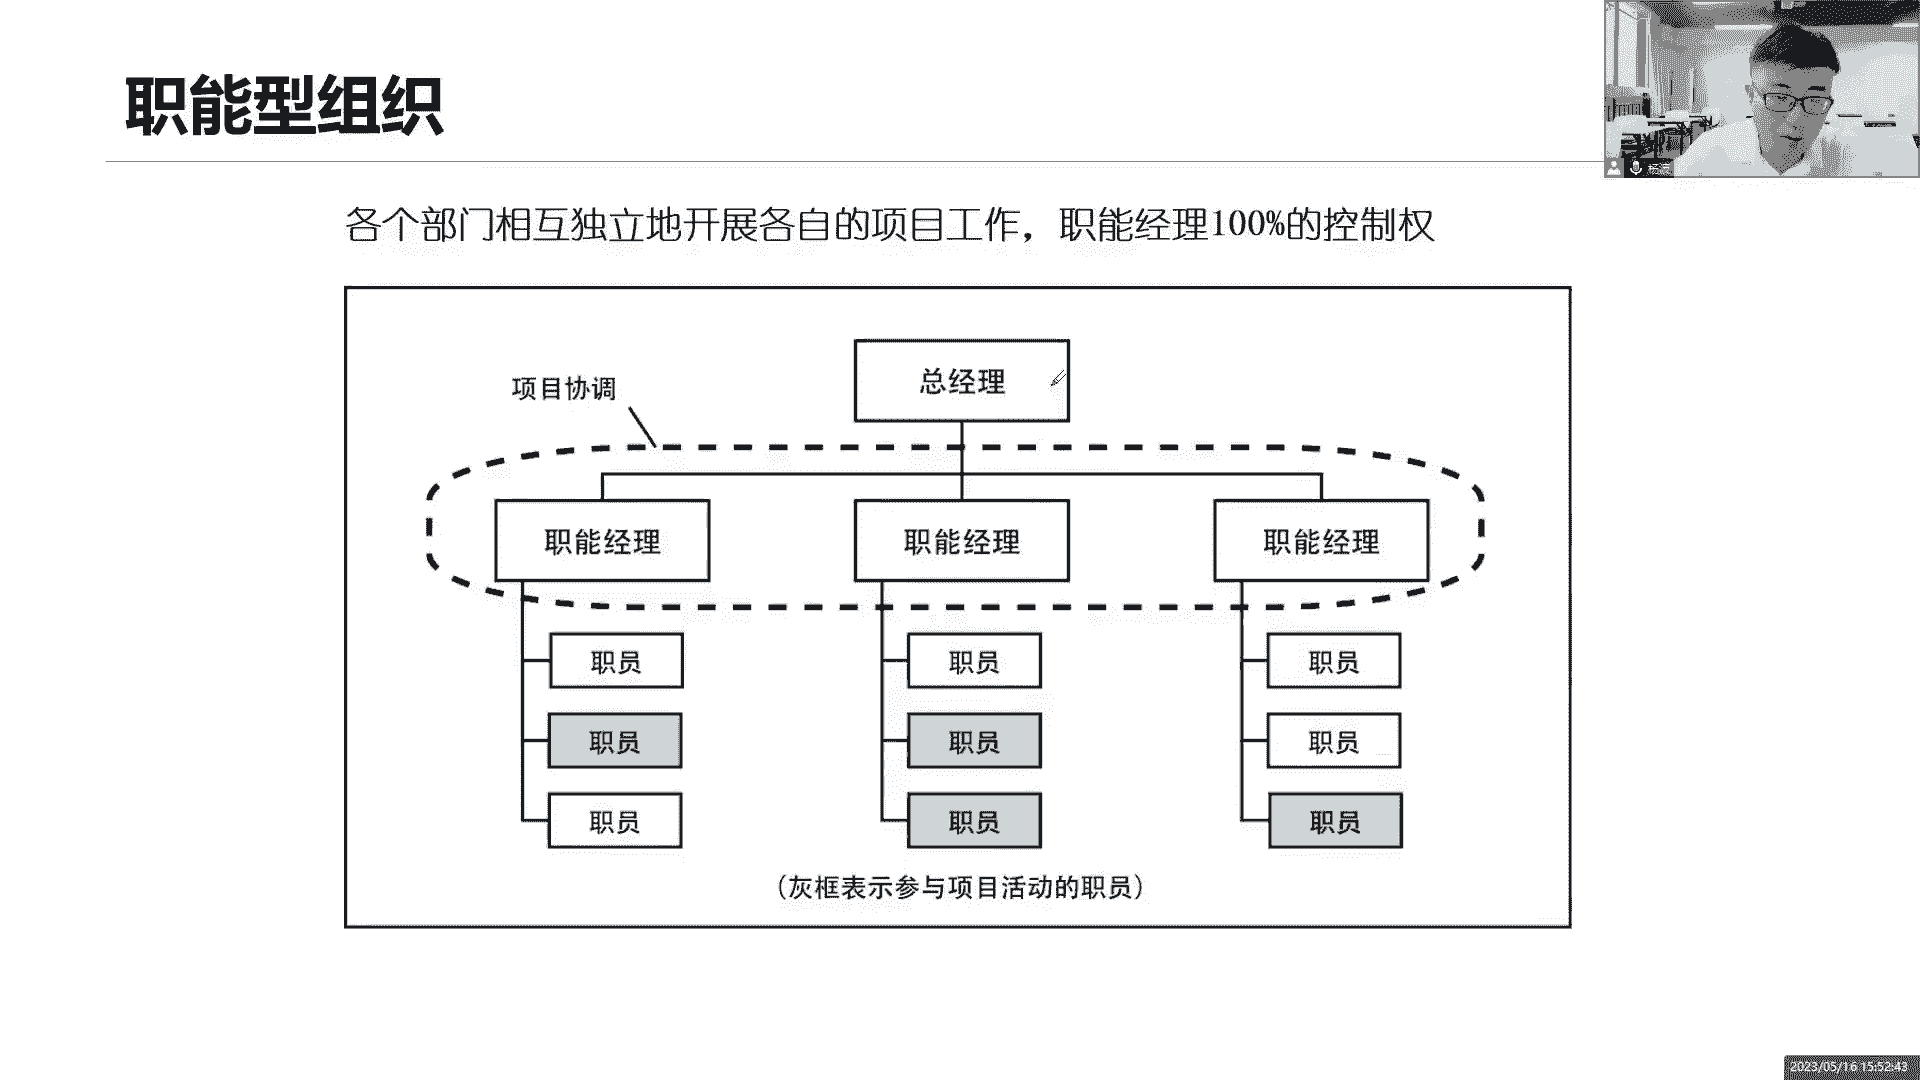 职能型组织
各个部门相互独立地开展各自的项目工作，职能经理100%的控制权
总经理
项目协调
职能经理 职能经理 职能经理
职员 职员 职员
职员 职员 职员
职员 职员 职员
（灰框表示参与项目活动的职员）
2023/05/16 15:52:43